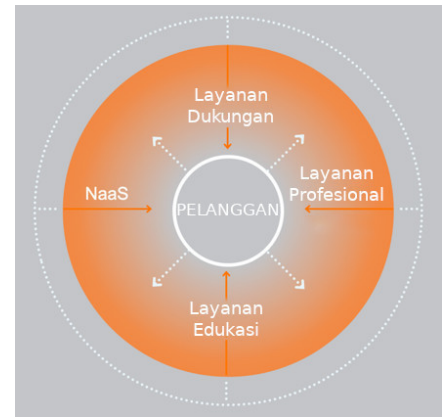 Layanan
Dukungan
NaaS
Layanan
Profesional
PELANGGAN
Layanan
Edukasi